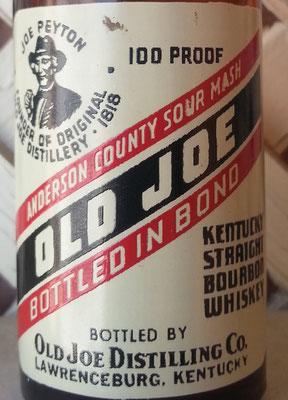 JOE PEYTON
OF ORIGINAL
DISTILLERY · 1818
100 PROOF
ANDERSON COUNTY SOUR MASH
OLD JOE
BOTTLED IN BOND
KENTUCKY
STRAIGHT
BOURBON
WHISKEY
BOTTLED BY
OLD JOE DISTILLING CO.
LAWRENCEBURG, KENTUCKY